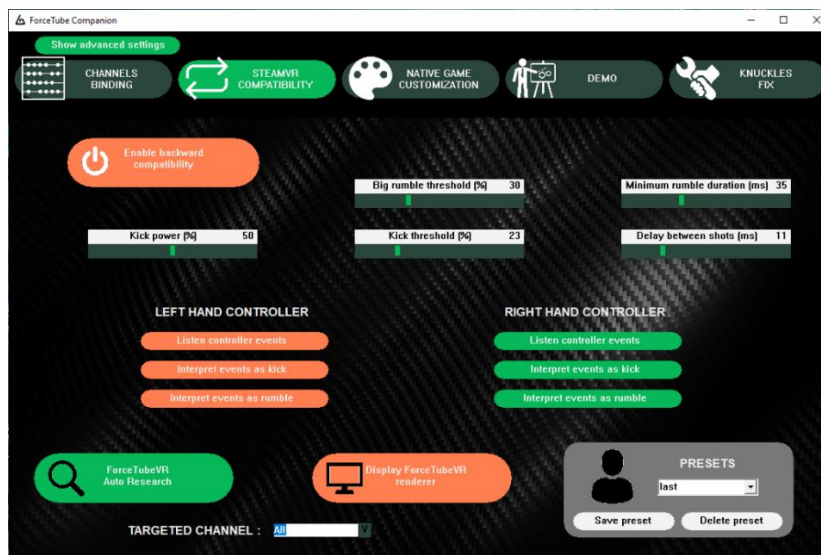 ForceTube Companion
Show advanced settings
CHANNELS
BINDING
STEAMVR
COMPATIBILITY
NATIVE GAME
CUSTOMIZATION
DEMO
KNUCKLES
FIX
Enable backward
compatibility
Big rumble threshold (%) 30
Minimum rumble duration (ms) 35
Kick power (%) 50
Kick threshold (%) 23
Delay between shots (ms) 11
LEFT HAND CONTROLLER
Listen controller events
Interpret events as kick
Interpret events as rumble
RIGHT HAND CONTROLLER
Listen controller events
Interpret events as kick
Interpret events as rumble
ForceTubeVR
Auto Research
Display ForceTubeVR
renderer
PRESETS
last
Save preset
Delete preset
TARGETED CHANNEL : All V